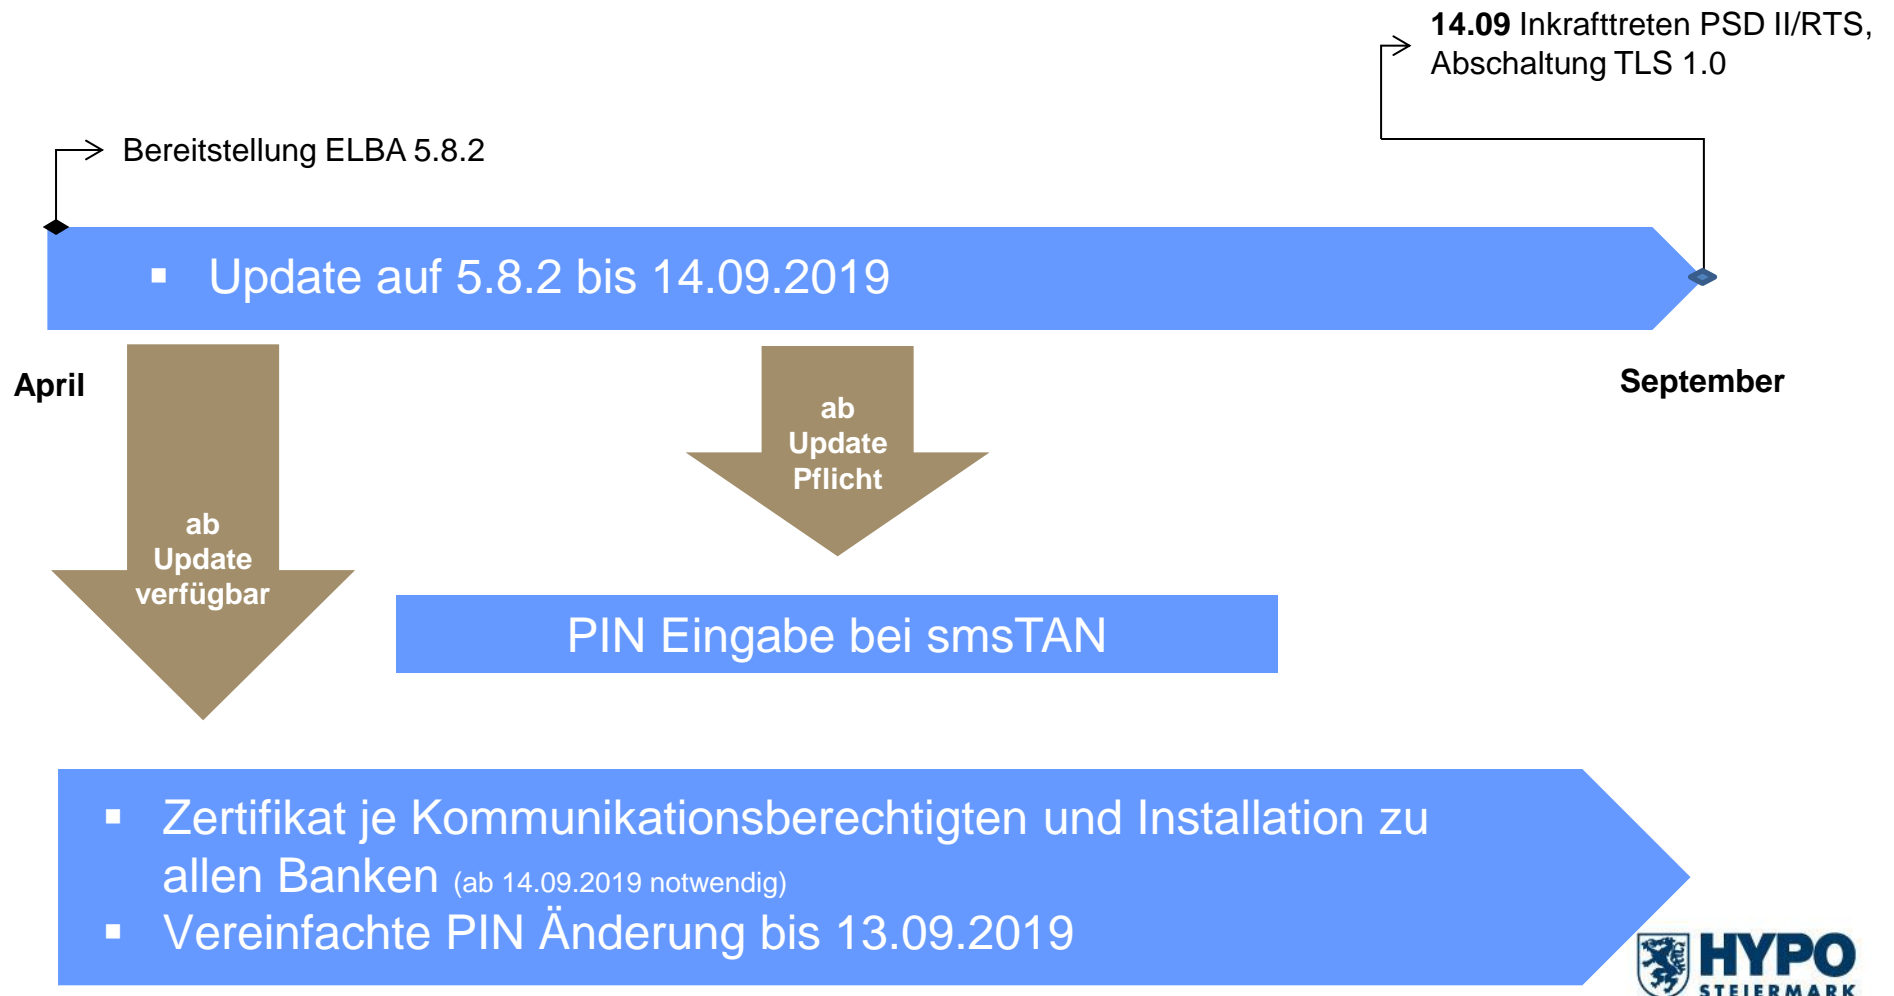 14.09 Inkrafttreten PSD II/RTS,
Abschaltung TLS 1.0
Bereitstellung ELBA 5.8.2
▪ Update auf 5.8.2 bis 14.09.2019
April
September
ab
Update
Pflicht
ab
Update
verfügbar
PIN Eingabe bei smsTAN
▪ Zertifikat je Kommunikationsberechtigten und Installation zu
allen Banken (ab 14.09.2019 notwendig)
▪ Vereinfachte PIN Änderung bis 13.09.2019
HYPO
STEIERMARK